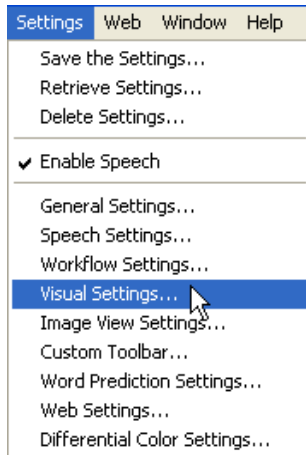 Settings Web Window Help
Save the Settings...
Retrieve Settings...
Delete Settings...
Enable Speech
General Settings...
Speech Settings...
Workflow Settings...
Visual Settings...
Image View Settings...
Custom Toolbar...
Word Prediction Settings...
Web Settings...
Differential Color Settings...